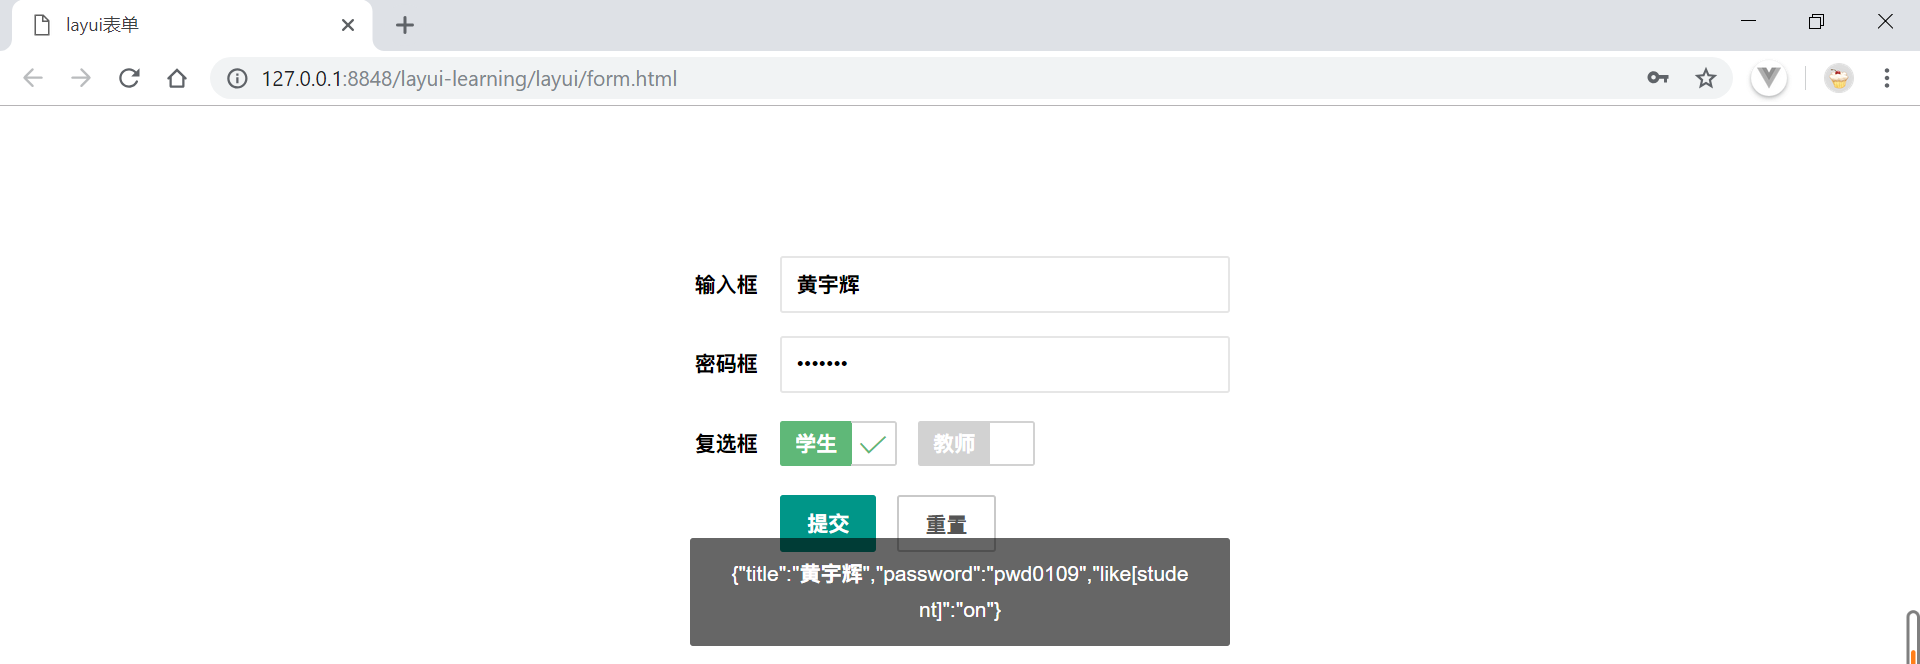 layui表单
127.0.0.1:8848/layui-learning/layui/form.html
输入框 黄宇辉
密码框 •••••••
复选框 学生 教师
提交 重置
{"title":"黄宇辉","password":"pwd0109","like[stude
nt]":"on"}